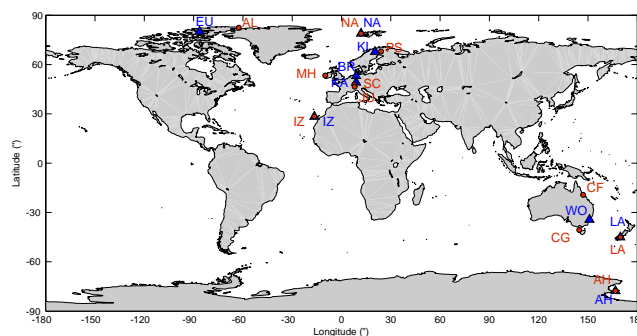 90
60
30
0
-30
-60
-90
Latitude (°)
EU
AL
NA
NA
KI
PS
BR
MH
KA
SC
IZ
IZ
CF
WO
LA
CG
LA
AH
AH
-180
-150
-120
-90
-60
-30
0
30
60
90
120
150
180
Longitude (°)